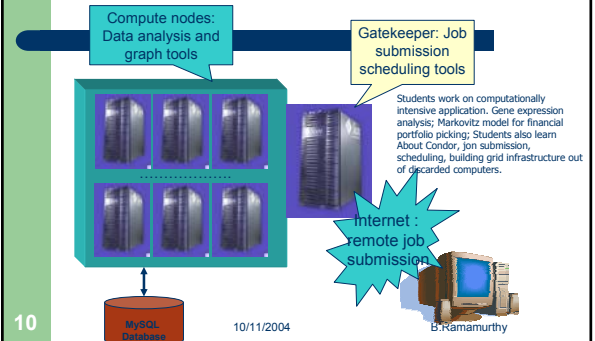 Compute nodes:
Data analysis and
graph tools
Gatekeeper: Job
submission
scheduling tools
Students work on computationally
intensive application. Gene expression
analysis; Markovitz model for financial
portfolio picking; Students also learn
About Condor, jon submission,
scheduling, building grid infrastructure out
of discarded computers.
Internet :
remote job
submission
MySQL
Database
10
10/11/2004
B.Ramamurthy